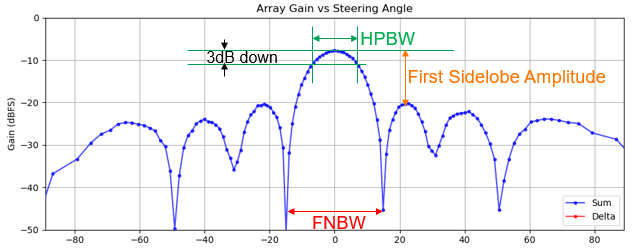 Array Gain vs Steering Angle
0
−10
−20
−30
−40
−50
Gain (dBFS)
3dB down
HPBW
First Sidelobe Amplitude
FNBW
Sum
Delta
−80
−60
−40
−20
0
20
40
60
80